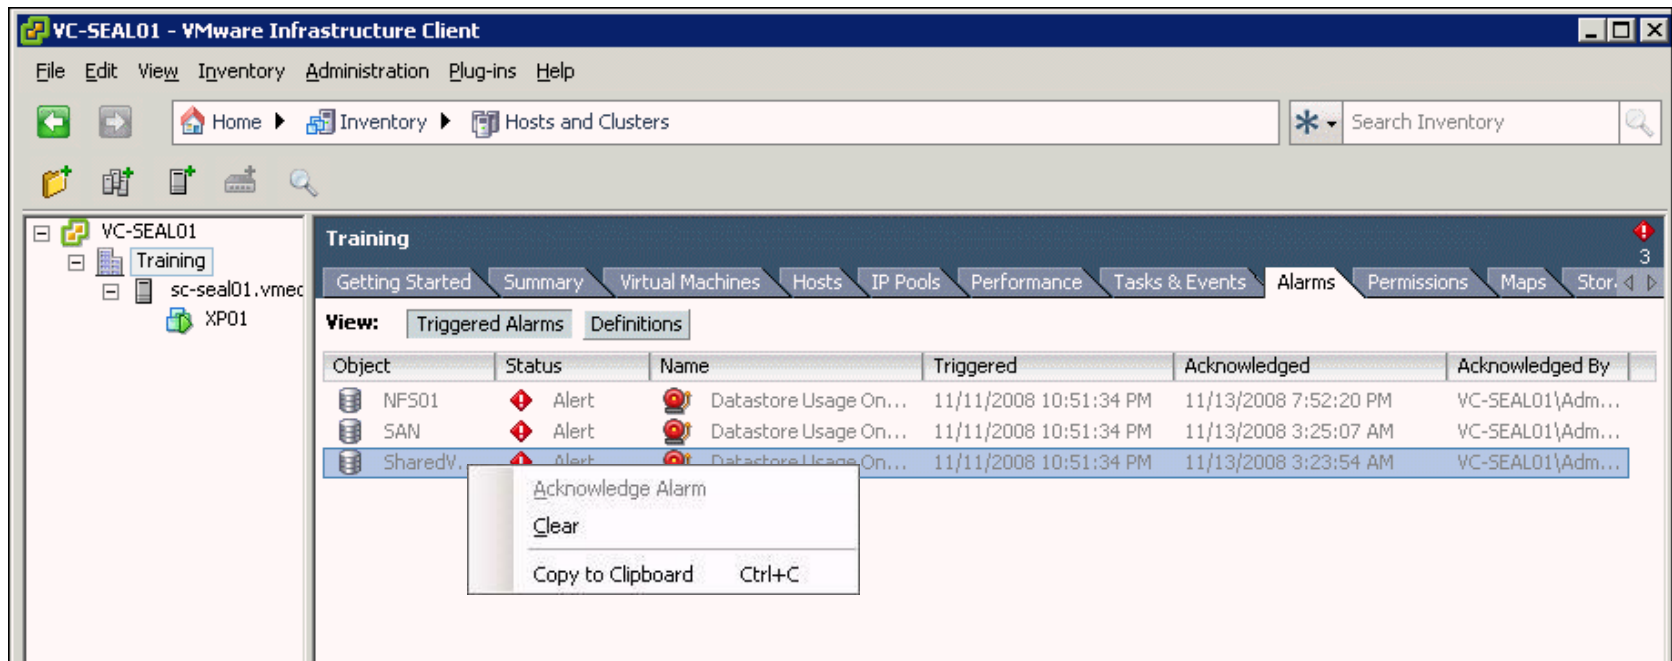 VC-SEAL01 - VMware Infrastructure Client
File Edit View Inventory Administration Plug-ins Help
Home Inventory Hosts and Clusters Search Inventory
VC-SEAL01
Training
sc-seal01.vmec
XP01
Training
3
Getting Started Summary Virtual Machines Hosts IP Pools Performance Tasks & Events Alarms Permissions Maps Stor
View: Triggered Alarms Definitions
Object Status Name Triggered Acknowledged Acknowledged By
NFS01 Alert Datastore Usage On... 11/11/2008 10:51:34 PM 11/13/2008 7:52:20 PM VC-SEAL01\Adm...
SAN Alert Datastore Usage On... 11/11/2008 10:51:34 PM 11/13/2008 3:25:07 AM VC-SEAL01\Adm...
SharedV... Alert Datastore Usage On... 11/11/2008 10:51:34 PM 11/13/2008 3:23:54 AM VC-SEAL01\Adm...
Acknowledge Alarm
Clear
Copy to Clipboard Ctrl+C